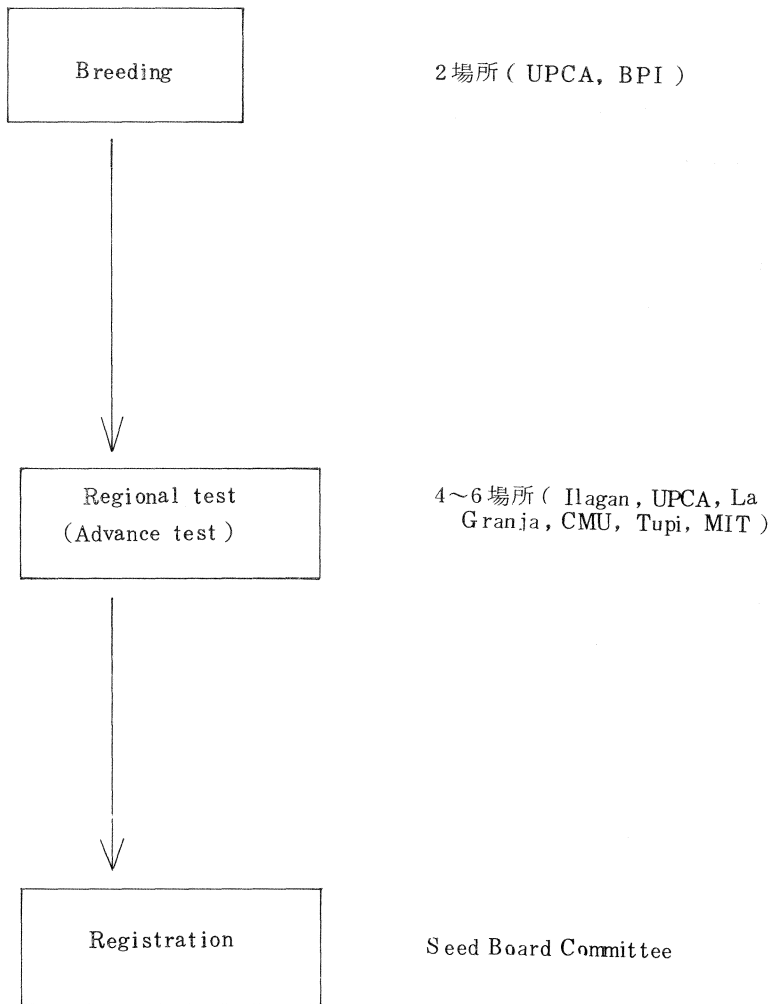 Breeding
2場所 ( UPCA, BPI )
Regional test
(Advance test )
4~6場所 ( Ilagan, UPCA, La
Granja, CMU, Tupi, MIT )
Registration
Seed Board Committee